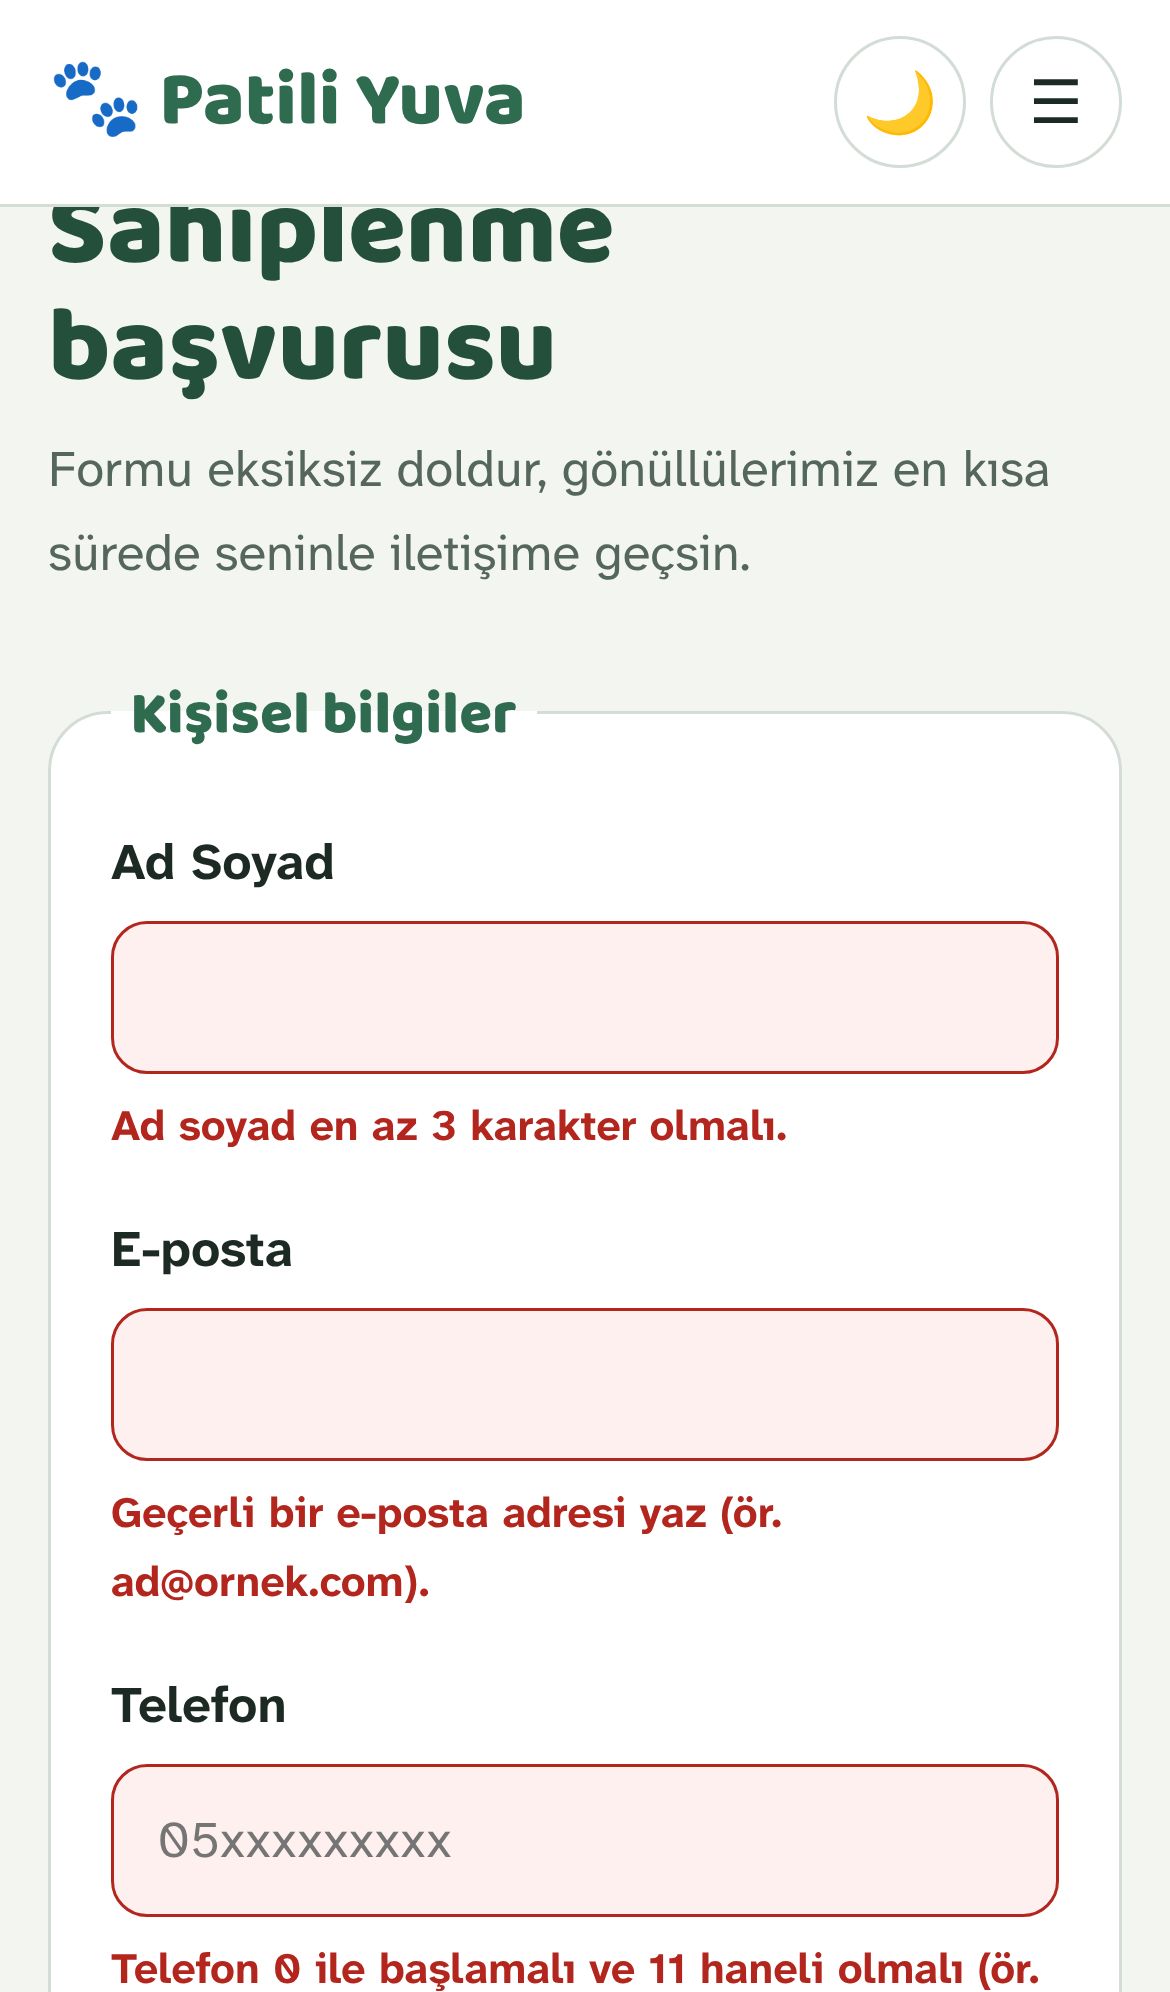 Patili Yuva
Sahiplenme
başvurusu
Formu eksiksiz doldur, gönüllülerimiz en kısa
sürede seninle iletişime geçsin.
Kişisel bilgiler
Ad Soyad
Ad soyad en az 3 karakter olmalı.
E-posta
Geçerli bir e-posta adresi yaz (ör.
ad@ornek.com).
Telefon
05xxxxxxxxx
Telefon 0 ile başlamalı ve 11 haneli olmalı (ör.